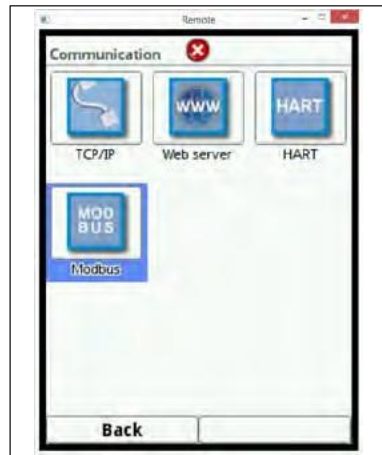 Remote
Communication
WWW
HART
TCP/IP
Web server
HART
MOD
BUS
Modbus
Back